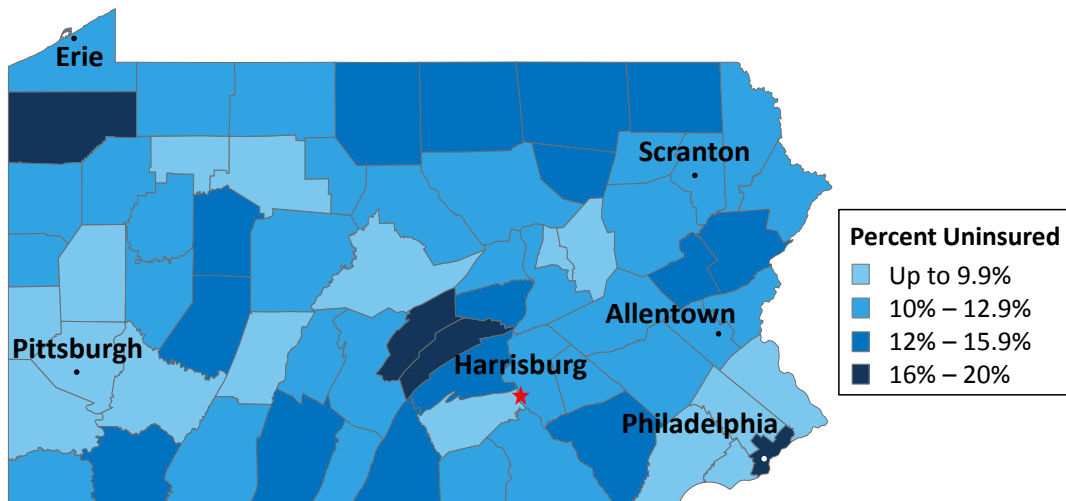 Erie
Scranton
Percent Uninsured
Up to 9.9%
10% – 12.9%
12% – 15.9%
16% – 20%
Allentown
Pittsburgh
Harrisburg
Philadelphia